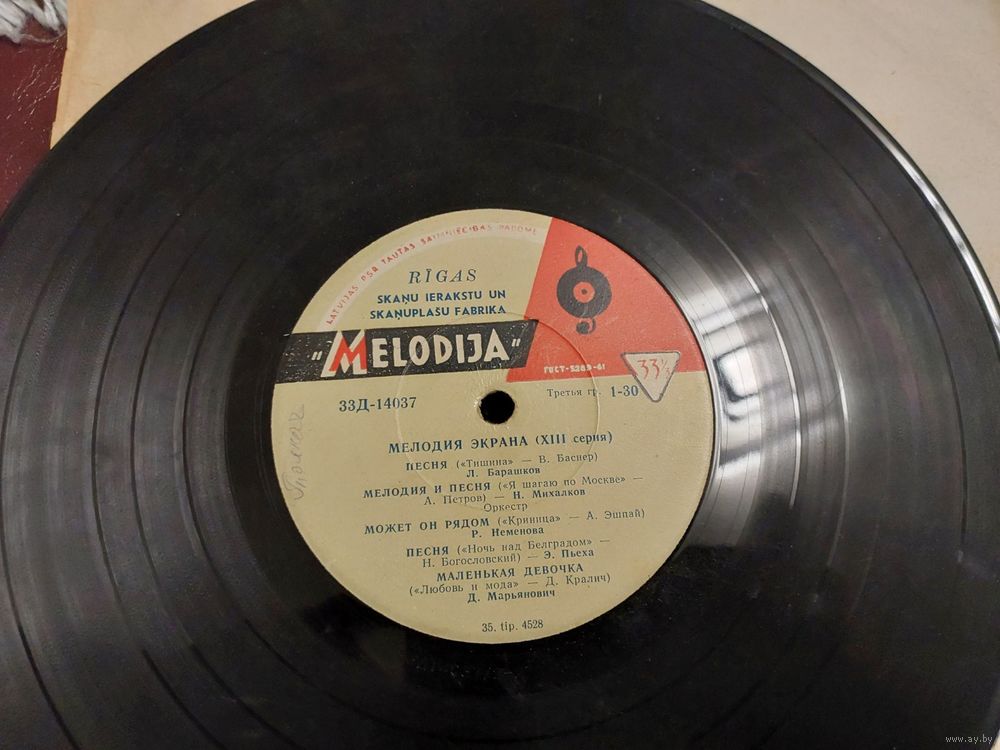 LATVIJAS PSR TAUTAS SAIMNIECĪBAS PADOME
RĪGAS
SKAŅU IERAKSTU UN
SKAŅUPLAŠU FABRIKA
"MELODIJA"
ГОСТ-5289-61
33⅓
33Д-14037
Третья гр. 1-30
МЕЛОДИЯ ЭКРАНА (XIII серия)
ПЕСНЯ («Тишина» — В. Баснер)
Л. Барашков
МЕЛОДИЯ И ПЕСНЯ («Я шагаю по Москве» —
А. Петров) — Н. Михалков
Оркестр
МОЖЕТ ОН РЯДОМ («Криница» — А. Эшпай)
Р. Неменова
ПЕСНЯ («Ночь над Белградом» —
Н. Богословский) — Э. Пьеха
МАЛЕНЬКАЯ ДЕВОЧКА
(«Любовь и мода» — Д. Кралич)
Д. Марьянович
35. tip. 4528
www.ay.by